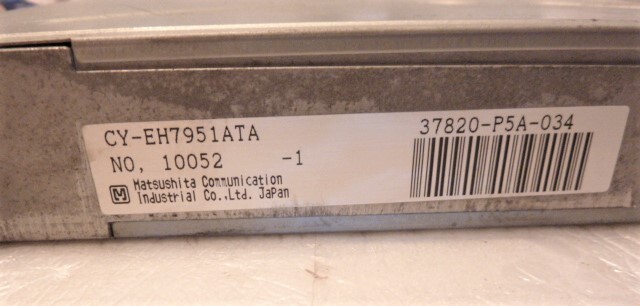 CY-EH7951ATA
37820-P5A-034
NO, 10052 -1
Matsushita Communication
Industrial Co.,Ltd. JaPan